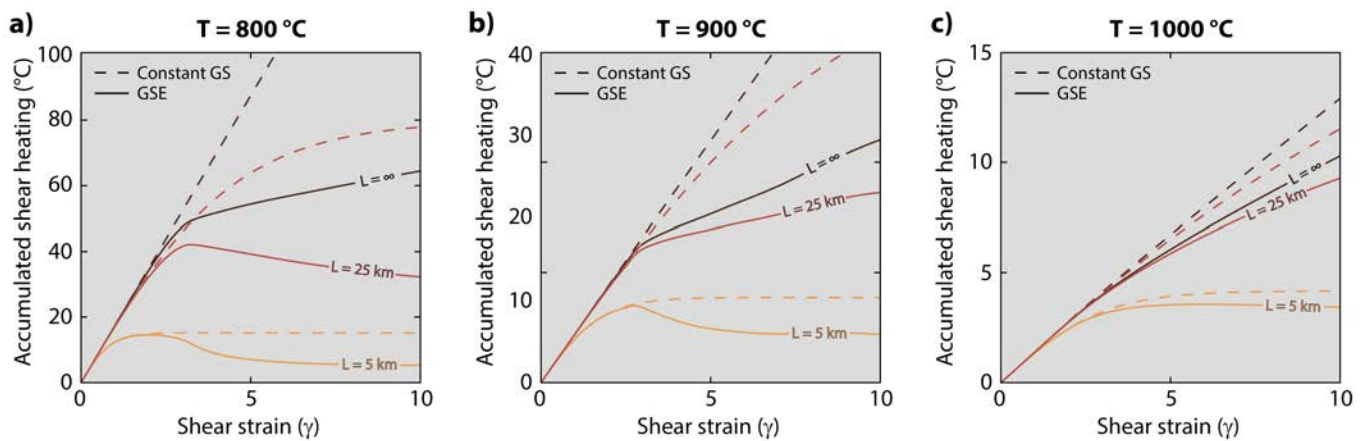 a)
T = 800 °C
Accumulated shear heating (°C)
100
80
60
40
20
0
Constant GS
GSE
L = ∞
L = 25 km
L = 5 km
0
5
10
Shear strain (γ)
b)
T = 900 °C
Accumulated shear heating (°C)
40
30
20
10
0
Constant GS
GSE
L = ∞
L = 25 km
L = 5 km
0
5
10
Shear strain (γ)
c)
T = 1000 °C
Accumulated shear heating (°C)
15
10
5
0
Constant GS
GSE
L = ∞
L = 25 km
L = 5 km
0
5
10
Shear strain (γ)